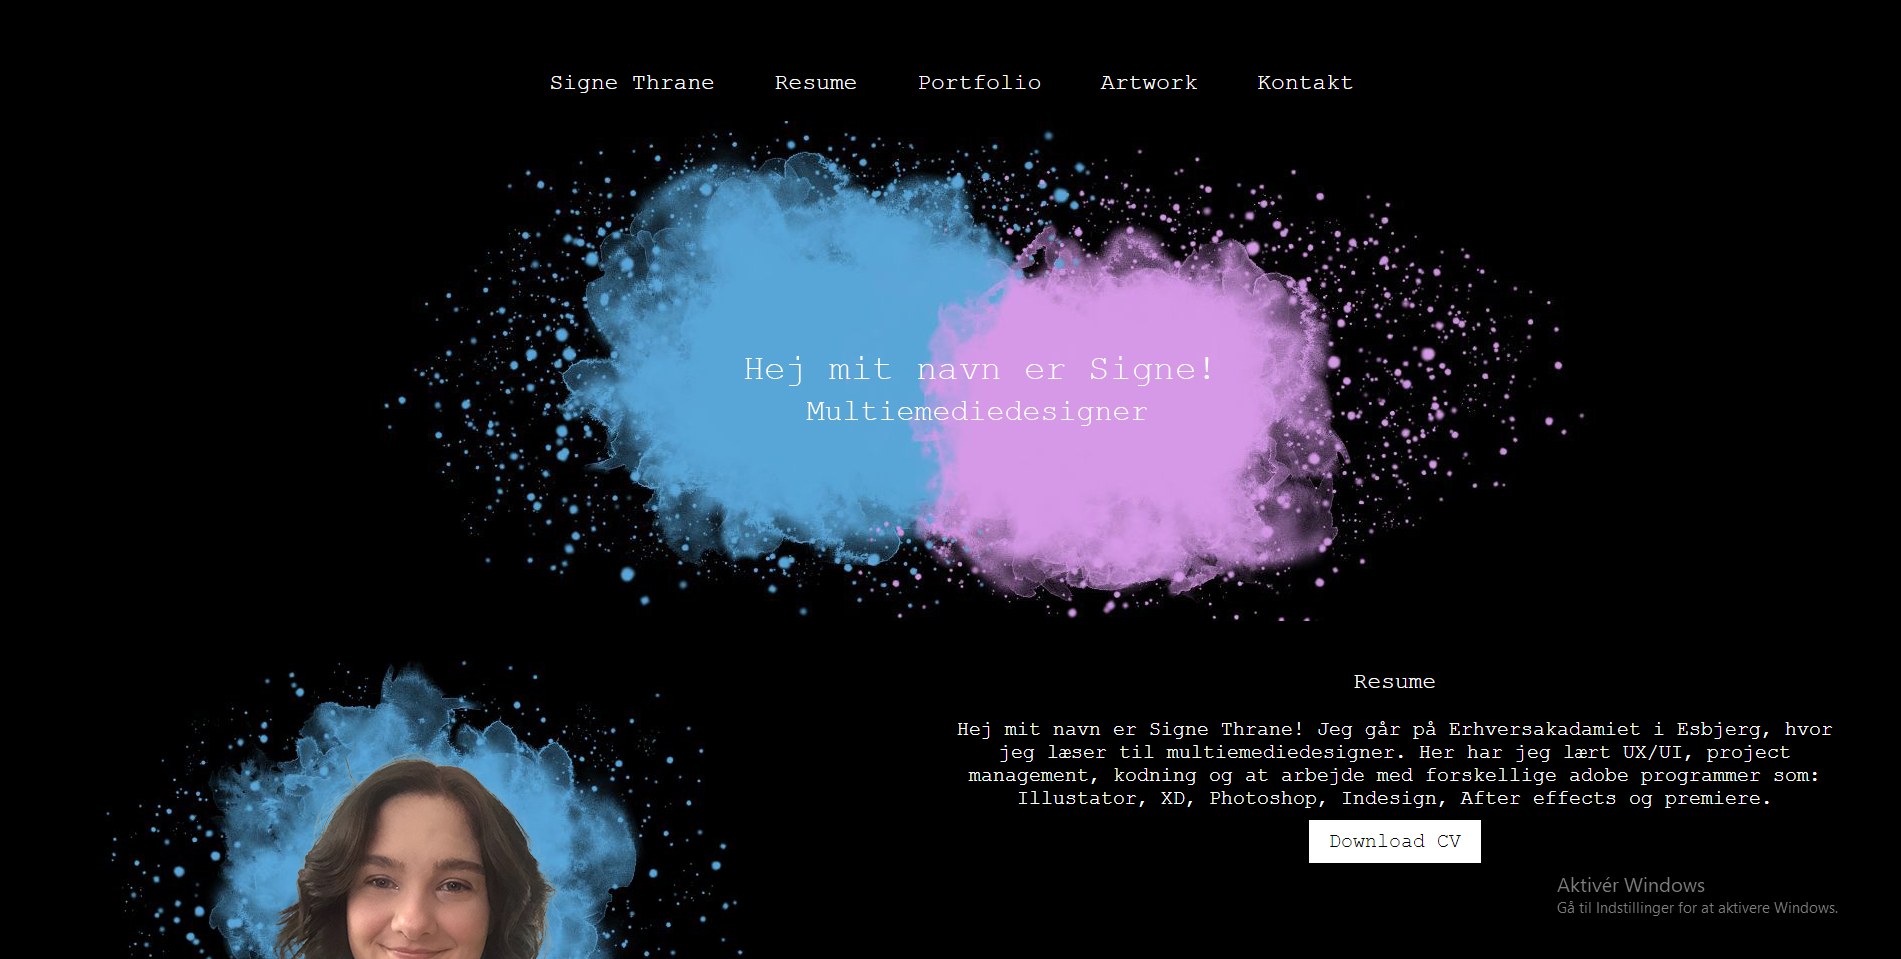 Signe Thrane Resume Portfolio Artwork Kontakt
Hej mit navn er Signe!
Multiemediedesigner
Resume
Hej mit navn er Signe Thrane! Jeg går på Erhversakadamiet i Esbjerg, hvor
jeg læser til multiemediedesigner. Her har jeg lært UX/UI, project
management, kodning og at arbejde med forskellige adobe programmer som:
Illustator, XD, Photoshop, Indesign, After effects og premiere.
Download CV
Aktivér Windows
Gå til Indstillinger for at aktivere Windows.